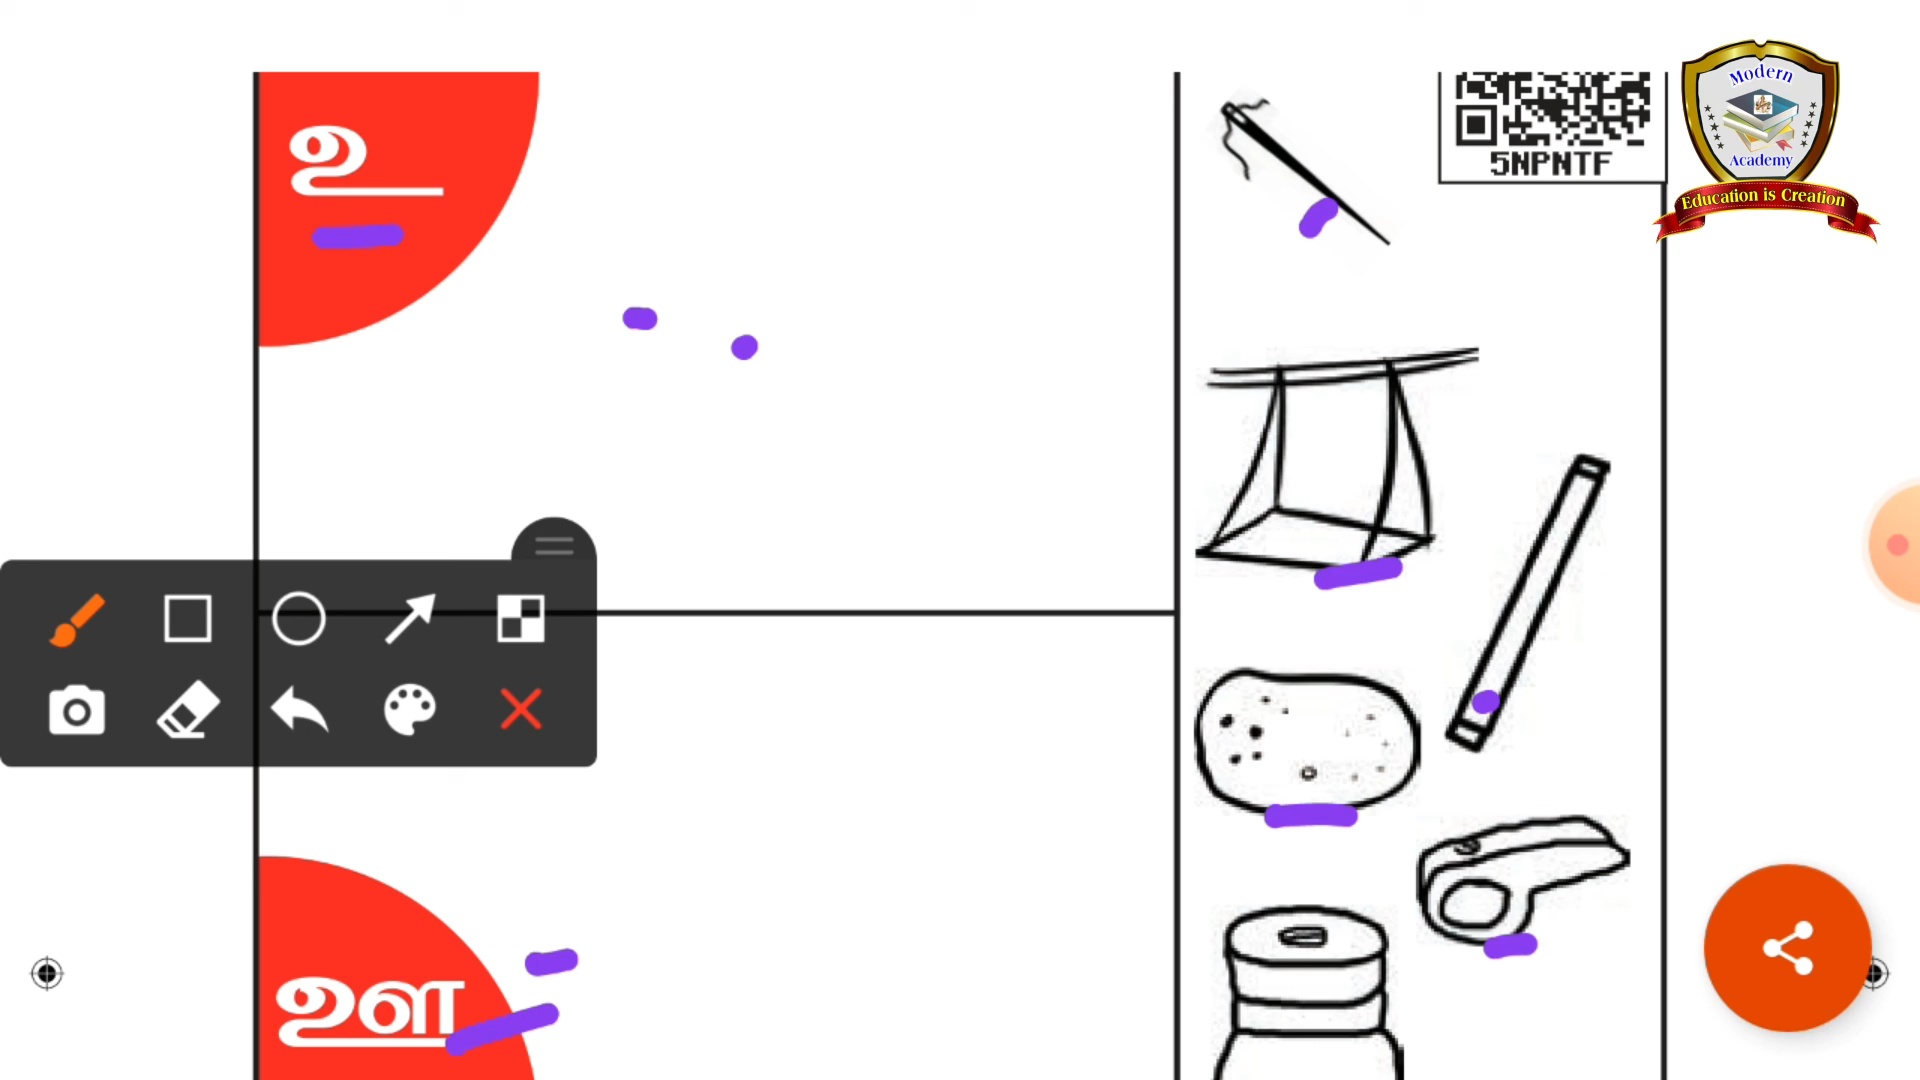 உ
5NPNTF
Modern
Academy
Education is Creation
ஊ